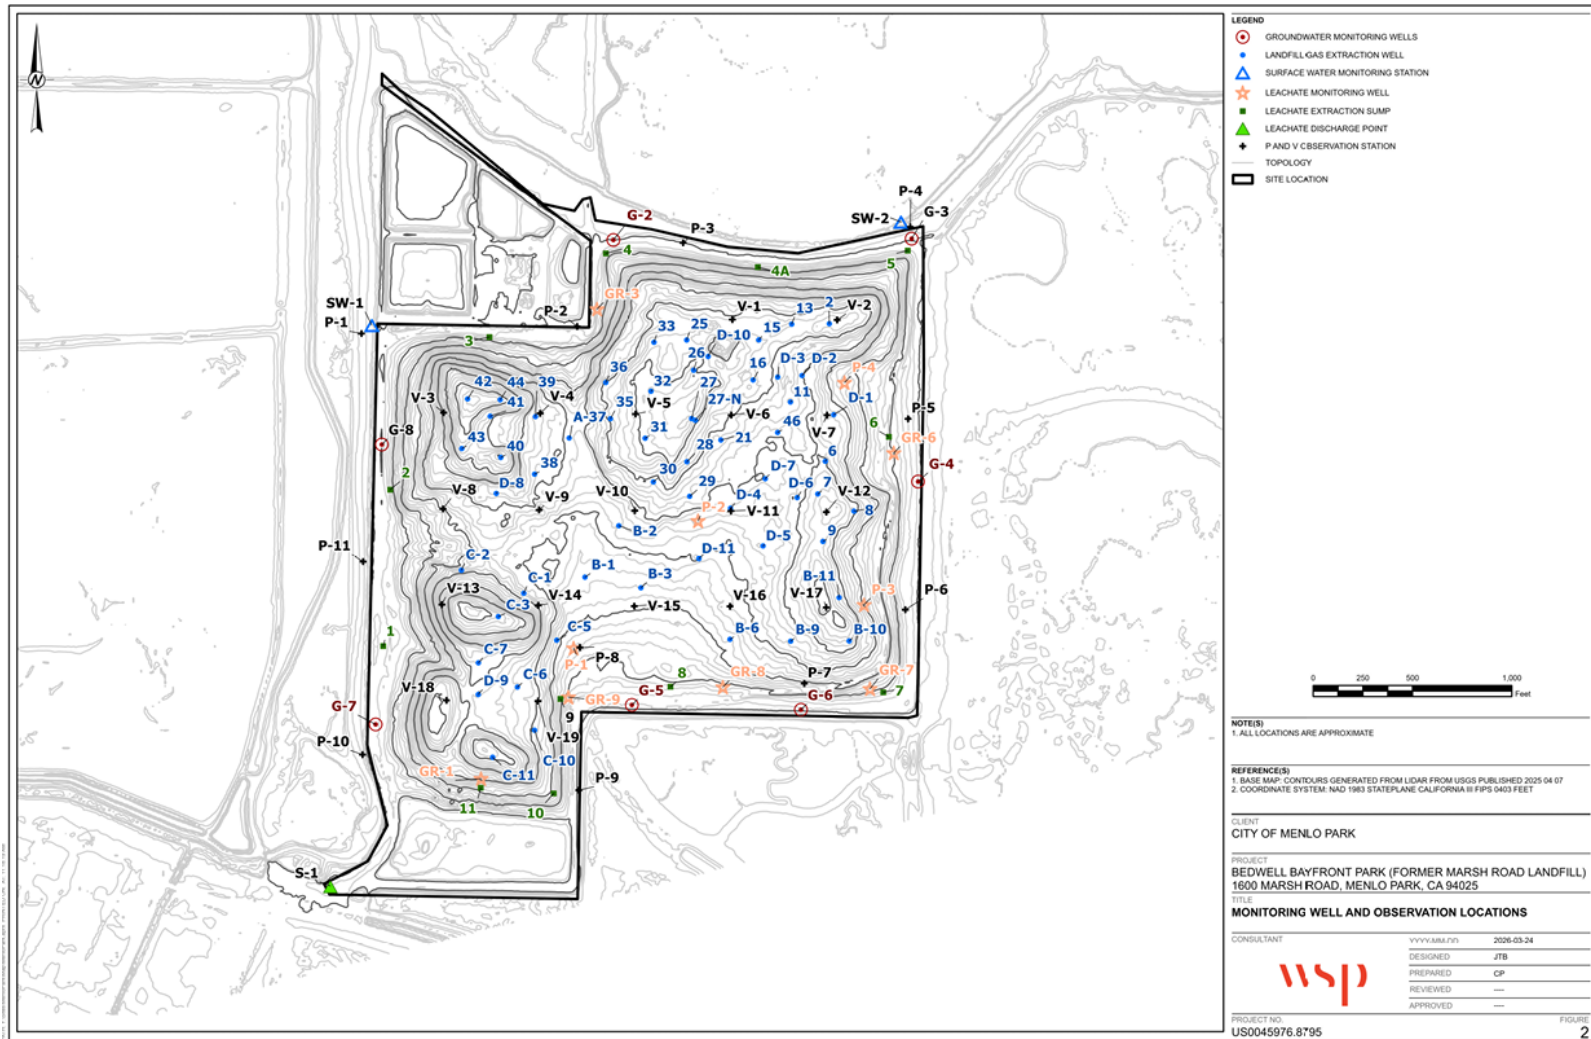 N
LEGEND
GROUNDWATER MONITORING WELLS
LANDFILL GAS EXTRACTION WELL
SURFACE WATER MONITORING STATION
LEACHATE MONITORING WELL
LEACHATE EXTRACTION SUMP
LEACHATE DISCHARGE POINT
P AND V OBSERVATION STATION
TOPOLOGY
SITE LOCATION
P-4
SW-2
G-3
G-2
P-3
4
4A
5
GR-3
SW-1
P-1
P-2
3
V-1
13
2
V-2
33
25
D-10
15
26
36
32
27
16
D-3
D-2
P-4
42
44
39
41
V-3
V-4
A-37
35
V-5
27-N
V-6
11
D-1
P-5
G-8
43
40
31
28
21
46
V-7
6
GR-6
38
6
G-4
2
D-8
30
D-7
V-8
V-9
V-10
29
D-4
D-6
7
V-12
P-2
V-11
8
B-2
9
P-11
C-2
D-11
D-5
C-1
B-1
B-3
B-11
V-13
V-14
C-3
V-15
V-16
V-17
P-3
P-6
1
C-5
B-6
B-9
B-10
C-7
P-8
P-1
D-9
C-6
8
GR-8
P-7
GR-7
V-18
GR-9
G-5
G-6
7
G-7
9
P-10
V-19
C-10
GR-1
C-11
P-9
11
10
S-1
0
250
500
1,000
Feet
NOTE(S)
1. ALL LOCATIONS ARE APPROXIMATE
REFERENCE(S)
1. BASE MAP: CONTOURS GENERATED FROM LIDAR FROM USGS PUBLISHED 2025 04 07
2. COORDINATE SYSTEM: NAD 1983 STATEPLANE CALIFORNIA III FIPS 0403 FEET
CLIENT
CITY OF MENLO PARK
PROJECT
BEDWELL BAYFRONT PARK (FORMER MARSH ROAD LANDFILL)
1600 MARSH ROAD, MENLO PARK, CA 94025
TITLE
MONITORING WELL AND OBSERVATION LOCATIONS
CONSULTANT
wsp
YYYY-MM-DD 2026-03-24
DESIGNED JTB
PREPARED CP
REVIEWED ----
APPROVED ----
PROJECT NO.
US0045976.8795
FIGURE
2